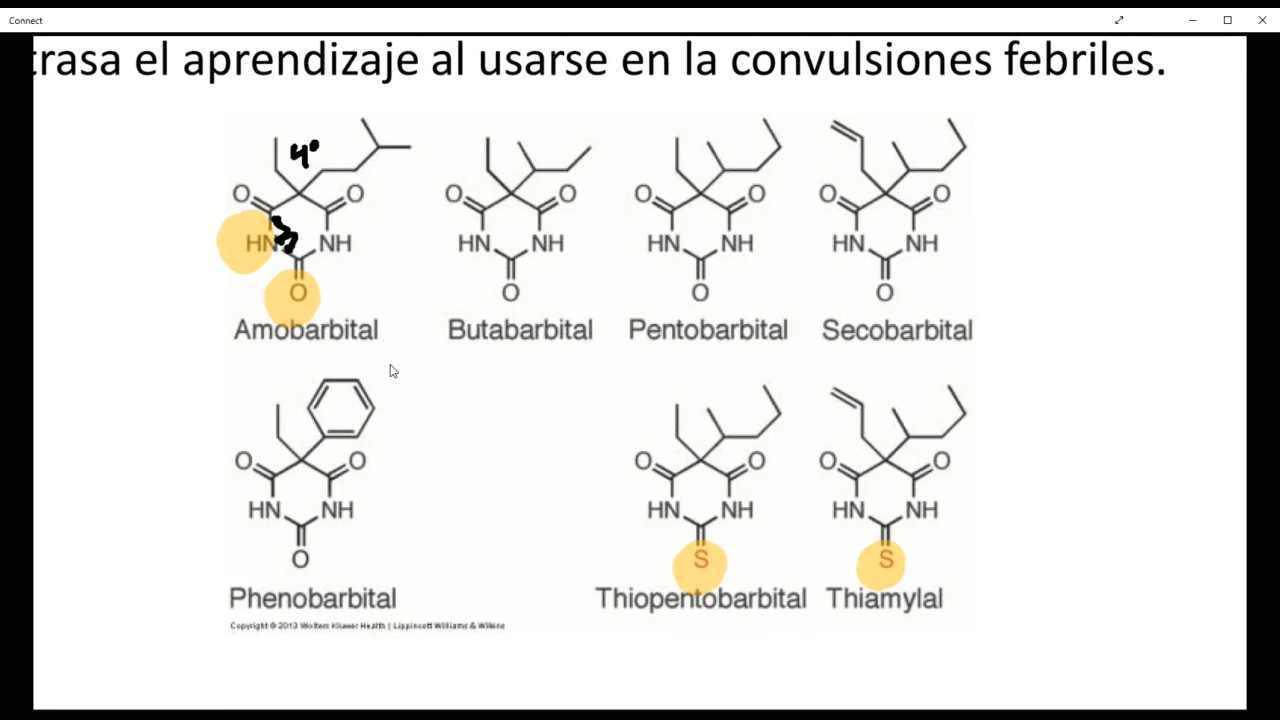 Connect
trasa el aprendizaje al usarse en la convulsiones febriles.
4°
O O O O O O O O
HN NH HN NH HN NH HN NH
O O O O
Amobarbital Butabarbital Pentobarbital Secobarbital
O O O O O O
HN NH HN NH HN NH
O S S
Phenobarbital Thiopentobarbital Thiamylal
Copyright © 2013 Wolters Kluwer Health | Lippincott Williams & Wilkins